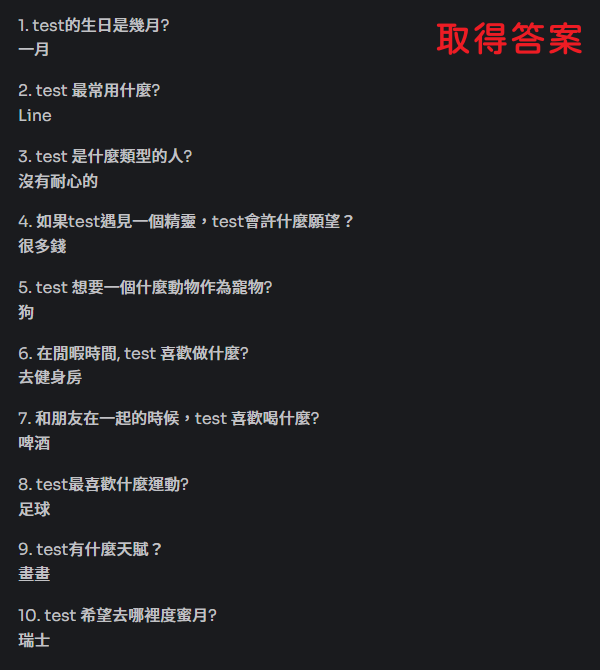 取得答案
1. test的生日是幾月?
一月
2. test 最常用什麼?
Line
3. test 是什麼類型的人?
沒有耐心的
4. 如果test遇見一個精靈，test會許什麼願望？
很多錢
5. test 想要一個什麼動物作為寵物?
狗
6. 在閒暇時間, test 喜歡做什麼?
去健身房
7. 和朋友在一起的時候，test 喜歡喝什麼?
啤酒
8. test最喜歡什麼運動?
足球
9. test有什麼天賦？
畫畫
10. test 希望去哪裡度蜜月?
瑞士